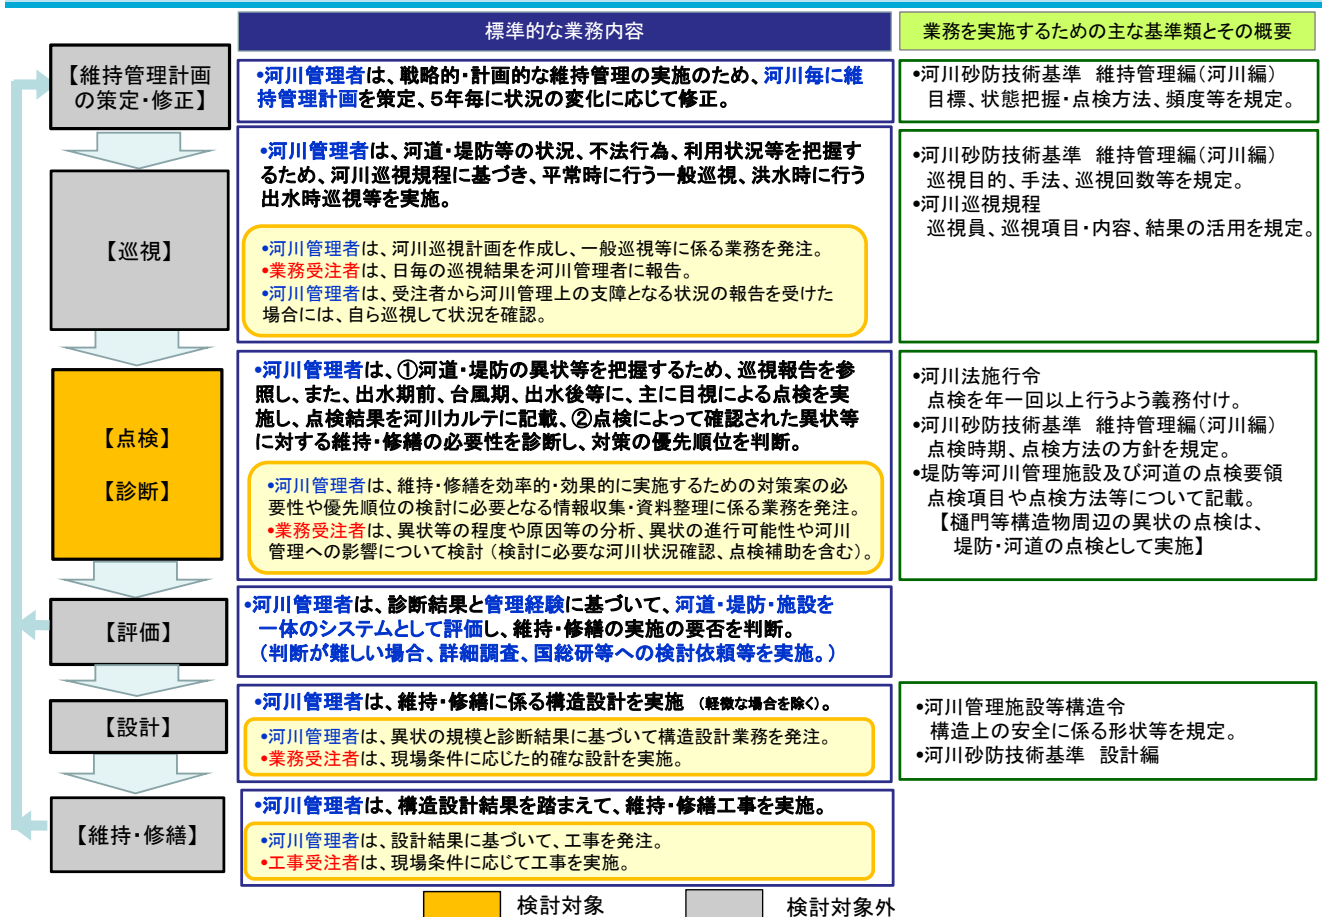 標準的な業務内容
業務を実施するための主な基準類とその概要
【維持管理計画
の策定・修正】
•河川管理者は、戦略的・計画的な維持管理の実施のため、河川毎に維
持管理計画を策定、５年毎に状況の変化に応じて修正。
•河川砂防技術基準 維持管理編(河川編)
目標、状態把握・点検方法、頻度等を規定。
【巡視】
•河川管理者は、河道・堤防等の状況、不法行為、利用状況等を把握す
るため、河川巡視規程に基づき、平常時に行う一般巡視、洪水時に行う
出水時巡視等を実施。
•河川管理者は、河川巡視計画を作成し、一般巡視等に係る業務を発注。
•業務受注者は、日毎の巡視結果を河川管理者に報告。
•河川管理者は、受注者から河川管理上の支障となる状況の報告を受けた
場合には、自ら巡視して状況を確認。
•河川砂防技術基準 維持管理編(河川編)
巡視目的、手法、巡視回数等を規定。
•河川巡視規程
巡視員、巡視項目・内容、結果の活用を規定。
【点検】
【診断】
•河川管理者は、①河道・堤防の異状等を把握するため、巡視報告を参
照し、また、出水期前、台風期、出水後等に、主に目視による点検を実
施し、点検結果を河川カルテに記載、②点検によって確認された異状等
に対する維持・修繕の必要性を診断し、対策の優先順位を判断。
•河川管理者は、維持・修繕を効率的・効果的に実施するための対策案の必
要性や優先順位の検討に必要となる情報収集・資料整理に係る業務を発注。
•業務受注者は、異状等の程度や原因等の分析、異状の進行可能性や河川
管理への影響について検討（検討に必要な河川状況確認、点検補助を含む）。
•河川法施行令
点検を年一回以上行うよう義務付け。
•河川砂防技術基準 維持管理編(河川編)
点検時期、点検方法の方針を規定。
•堤防等河川管理施設及び河道の点検要領
点検項目や点検方法等について記載。
【樋門等構造物周辺の異状の点検は、
堤防・河道の点検として実施】
【評価】
•河川管理者は、診断結果と管理経験に基づいて、河道・堤防・施設を
一体のシステムとして評価し、維持・修繕の実施の要否を判断。
（判断が難しい場合、詳細調査、国総研等への検討依頼等を実施。）
【設計】
•河川管理者は、維持・修繕に係る構造設計を実施 （軽微な場合を除く）。
•河川管理者は、異状の規模と診断結果に基づいて構造設計業務を発注。
•業務受注者は、現場条件に応じた的確な設計を実施。
•河川管理施設等構造令
構造上の安全に係る形状等を規定。
•河川砂防技術基準 設計編
【維持・修繕】
•河川管理者は、構造設計結果を踏まえて、維持・修繕工事を実施。
•河川管理者は、設計結果に基づいて、工事を発注。
•工事受注者は、現場条件に応じて工事を実施。
検討対象
検討対象外